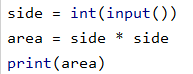 side = int(input())
area = side * side
print(area)